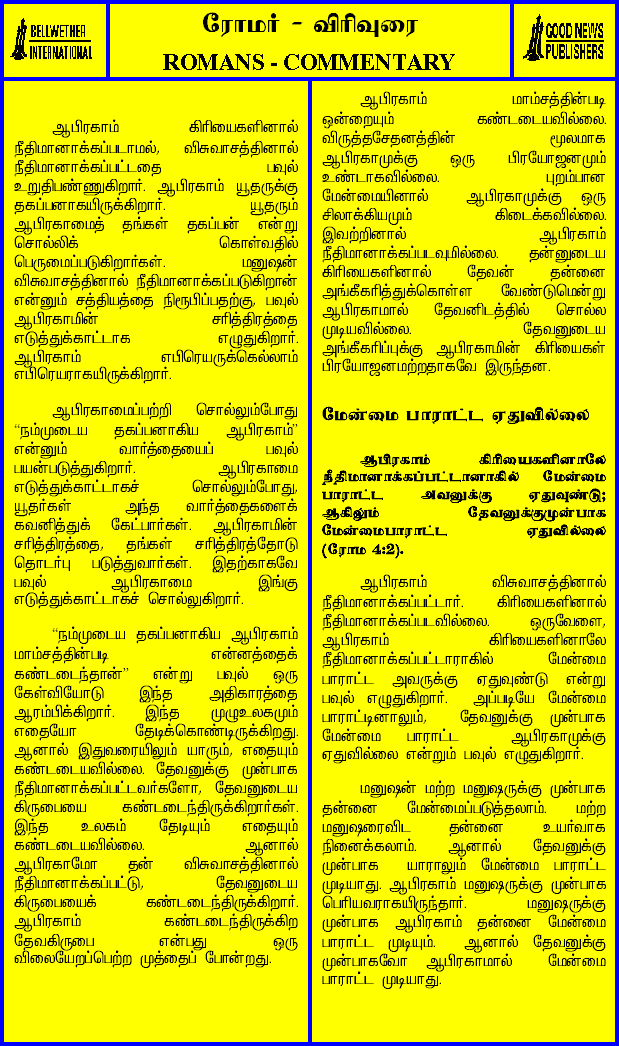 BELLWETHER
INTERNATIONAL
ரோமர் - விரிவுரை
ROMANS - COMMENTARY
GOOD NEWS
PUBLISHERS
ஆபிரகாம் கிரியைகளினால்
நீதிமானாக்கப்படாமல், விசுவாசத்தினால்
நீதிமானாக்கப்பட்டதை பவுல்
உறுதிபண்ணுகிறார். ஆபிரகாம் யூதருக்கு
தகப்பனாகயிருக்கிறார். யூதரும்
ஆபிரகாமைத் தங்கள் தகப்பன் என்று
சொல்லிக் கொள்வதில்
பெருமைப்படுகிறார்கள். மனுஷன்
விசுவாசத்தினால் நீதிமானாக்கப்படுகிறான்
என்னும் சத்தியத்தை நிரூபிப்பதற்கு, பவுல்
ஆபிரகாமின் சரித்திரத்தை
எடுத்துக்காட்டாக எழுதுகிறார்.
ஆபிரகாம் எபிரெயருக்கெல்லாம்
எபிரெயராகயிருக்கிறார்.
ஆபிரகாமைப்பற்றி சொல்லும்போது
“நம்முடைய தகப்பனாகிய ஆபிரகாம்”
என்னும் வார்த்தையைப் பவுல்
பயன்படுத்துகிறார். ஆபிரகாமை
எடுத்துக்காட்டாகச் சொல்லும்போது,
யூதர்கள் அந்த வார்த்தைகளைக்
கவனித்துக் கேட்பார்கள். ஆபிரகாமின்
சரித்திரத்தை, தங்கள் சரித்திரத்தோடு
தொடர்பு படுத்துவார்கள். இதற்காகவே
பவுல் ஆபிரகாமை இங்கு
எடுத்துக்காட்டாகச் சொல்லுகிறார்.
“நம்முடைய தகப்பனாகிய ஆபிரகாம்
மாம்சத்தின்படி என்னத்தைக்
கண்டடைந்தான்” என்று பவுல் ஒரு
கேள்வியோடு இந்த அதிகாரத்தை
ஆரம்பிக்கிறார். இந்த முழுஉலகமும்
எதையோ தேடிக்கொண்டிருக்கிறது.
ஆனால் இதுவரையிலும் யாரும், எதையும்
கண்டடையவில்லை. தேவனுக்கு முன்பாக
நீதிமானாக்கப்பட்டவர்களோ, தேவனுடைய
கிருபையை கண்டடைந்திருக்கிறார்கள்.
இந்த உலகம் தேடியும் எதையும்
கண்டடையவில்லை. ஆனால்
ஆபிரகாமோ தன் விசுவாசத்தினால்
நீதிமானாக்கப்பட்டு, தேவனுடைய
கிருபையைக் கண்டடைந்திருக்கிறார்.
ஆபிரகாம் கண்டடைந்திருக்கிற
தேவகிருபை என்பது ஒரு
விலையேறப்பெற்ற முத்தைப் போன்றது.
ஆபிரகாம் மாம்சத்தின்படி
ஒன்றையும் கண்டடையவில்லை.
விருத்தசேதனத்தின் மூலமாக
ஆபிரகாமுக்கு ஒரு பிரயோஜனமும்
உண்டாகவில்லை. புறம்பான
மேன்மையினால் ஆபிரகாமுக்கு ஒரு
சிலாக்கியமும் கிடைக்கவில்லை.
இவற்றினால் ஆபிரகாம்
நீதிமானாக்கப்படவுமில்லை. தன்னுடைய
கிரியைகளினால் தேவன் தன்னை
அங்கீகரித்துக்கொள்ள வேண்டுமென்று
ஆபிரகாமால் தேவனிடத்தில் சொல்ல
முடியவில்லை. தேவனுடைய
அங்கீகரிப்புக்கு ஆபிரகாமின் கிரியைகள்
பிரயோஜனமற்றதாகவே இருந்தன.
மேன்மை பாராட்ட ஏதுவில்லை
ஆபிரகாம் கிரியைகளினாலே
நீதிமானாக்கப்பட்டானாகில் மேன்மை
பாராட்ட அவனுக்கு ஏதுவுண்டு;
ஆகிலும் தேவனுக்குமுன்பாக
மேன்மைபாராட்ட ஏதுவில்லை
(ரோம 4:2).
ஆபிரகாம் விசுவாசத்தினால்
நீதிமானாக்கப்பட்டார். கிரியைகளினால்
நீதிமானாக்கப்படவில்லை. ஒருவேளை,
ஆபிரகாம் கிரியைகளினாலே
நீதிமானாக்கப்பட்டாராகில் மேன்மை
பாராட்ட அவருக்கு ஏதுவுண்டு என்று
பவுல் எழுதுகிறார். அப்படியே மேன்மை
பாராட்டினாலும், தேவனுக்கு முன்பாக
மேன்மை பாராட்ட ஆபிரகாமுக்கு
ஏதுவில்லை என்றும் பவுல் எழுதுகிறார்.
மனுஷன் மற்ற மனுஷருக்கு முன்பாக
தன்னை மேன்மைப்படுத்தலாம். மற்ற
மனுஷரைவிட தன்னை உயர்வாக
நினைக்கலாம். ஆனால் தேவனுக்கு
முன்பாக யாராலும் மேன்மை பாராட்ட
முடியாது. ஆபிரகாம் மனுஷருக்கு முன்பாக
பெரியவராகயிருந்தார். மனுஷருக்கு
முன்பாக ஆபிரகாம் தன்னை மேன்மை
பாராட்ட முடியும். ஆனால் தேவனுக்கு
முன்பாகவோ ஆபிரகாமால் மேன்மை
பாராட்ட முடியாது.